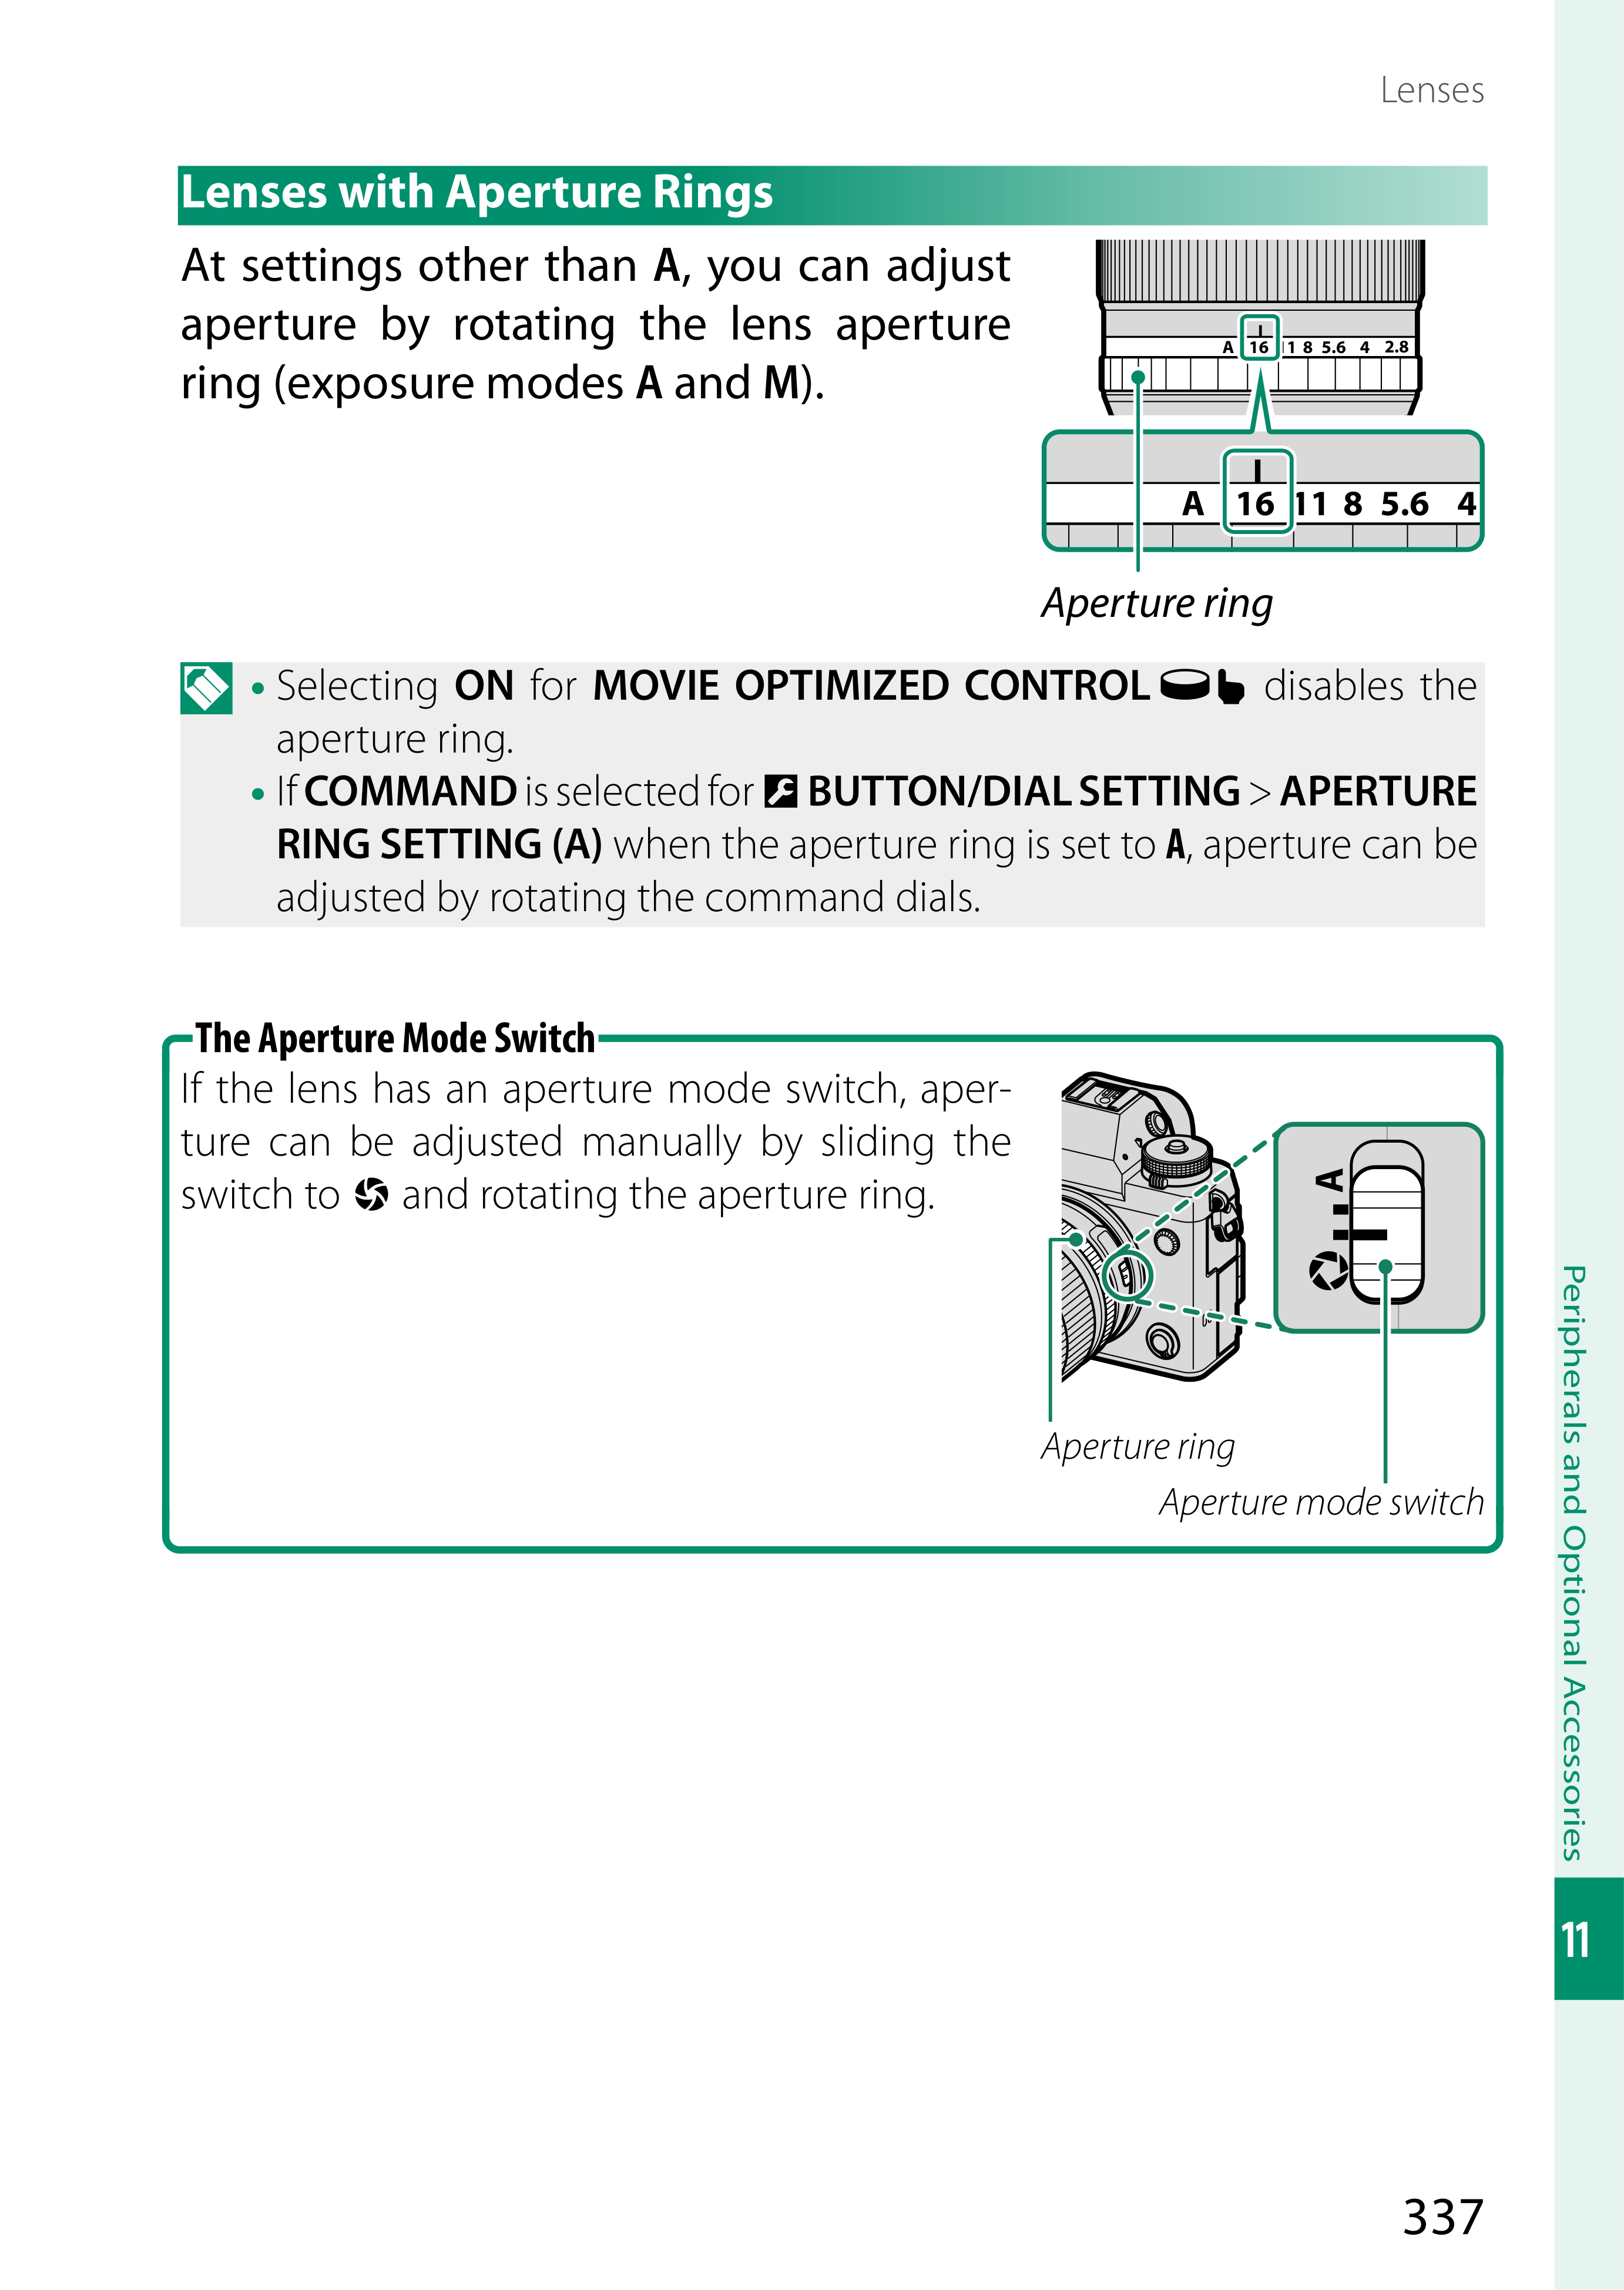 Lenses
Lenses with Aperture Rings
At settings other than A, you can adjust
aperture by rotating the lens aperture
ring (exposure modes A and M).
A 16 11 8 5.6 4 2.8
A 16 11 8 5.6 4
Aperture ring
• Selecting ON for MOVIE OPTIMIZED CONTROL disables the
aperture ring.
• If COMMAND is selected for BUTTON/DIAL SETTING > APERTURE
RING SETTING (A) when the aperture ring is set to A, aperture can be
adjusted by rotating the command dials.
The Aperture Mode Switch
If the lens has an aperture mode switch, aper-
ture can be adjusted manually by sliding the
switch to and rotating the aperture ring.
A
Aperture ring
Aperture mode switch
Peripherals and Optional Accessories
11
337